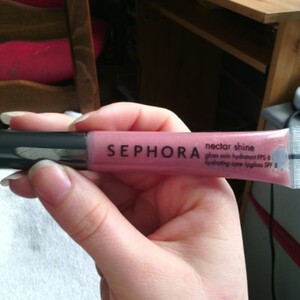 SEPHORA
nectar shine
gloss soin hydratant FPS 8
hydrating care lipgloss SPF 8